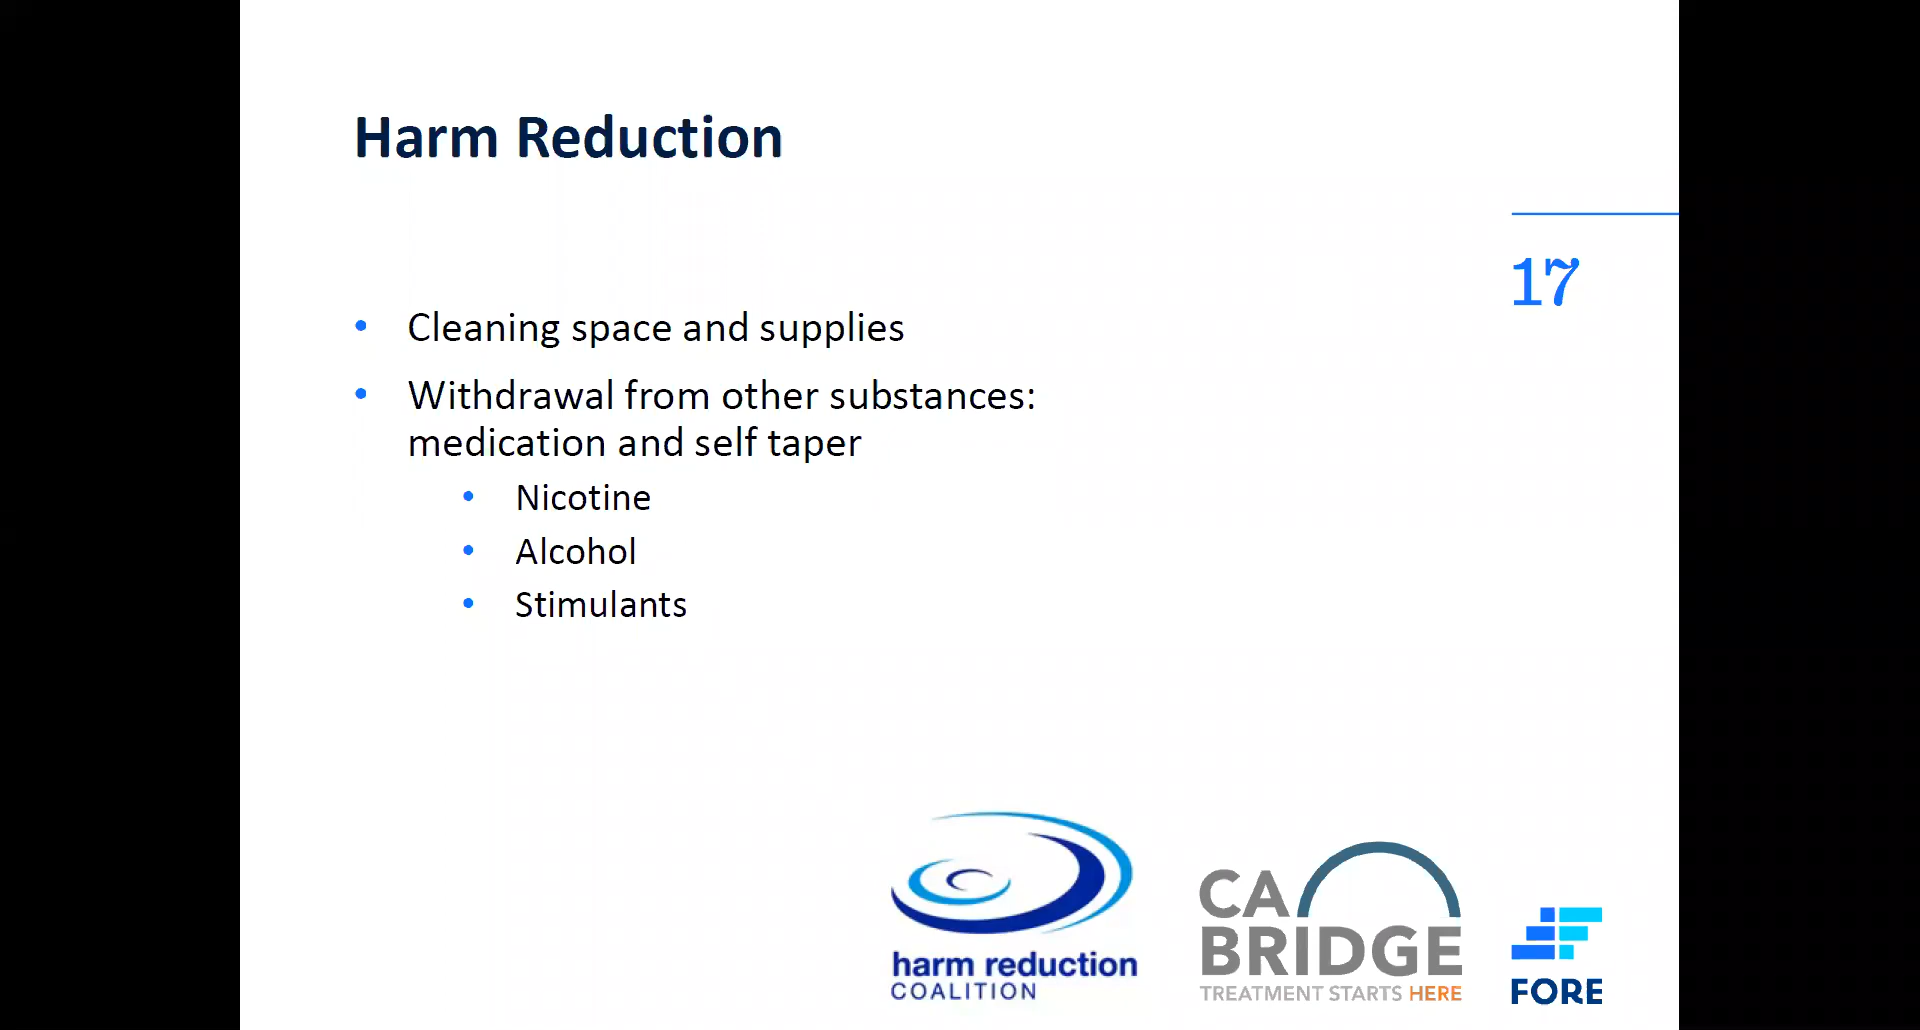 Harm Reduction
17
• Cleaning space and supplies
• Withdrawal from other substances:
medication and self taper
• Nicotine
• Alcohol
• Stimulants
harm reduction
COALITION
CA
BRIDGE
TREATMENT STARTS HERE
FORE